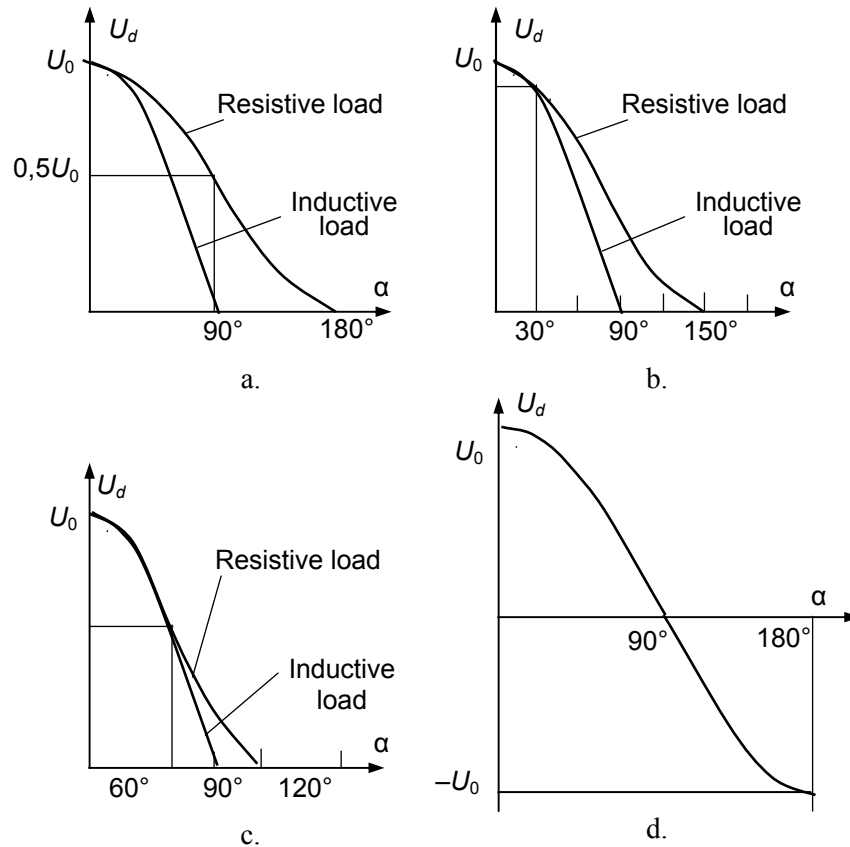 U_d
U_0
Resistive load
0,5U_0
Inductive
load
α
90°
180°
a.
U_d
U_0
Resistive load
Inductive
load
α
30°
90°
150°
b.
U_d
U_0
Resistive load
Inductive
load
α
60°
90°
120°
c.
U_d
U_0
α
90°
180°
–U_0
d.